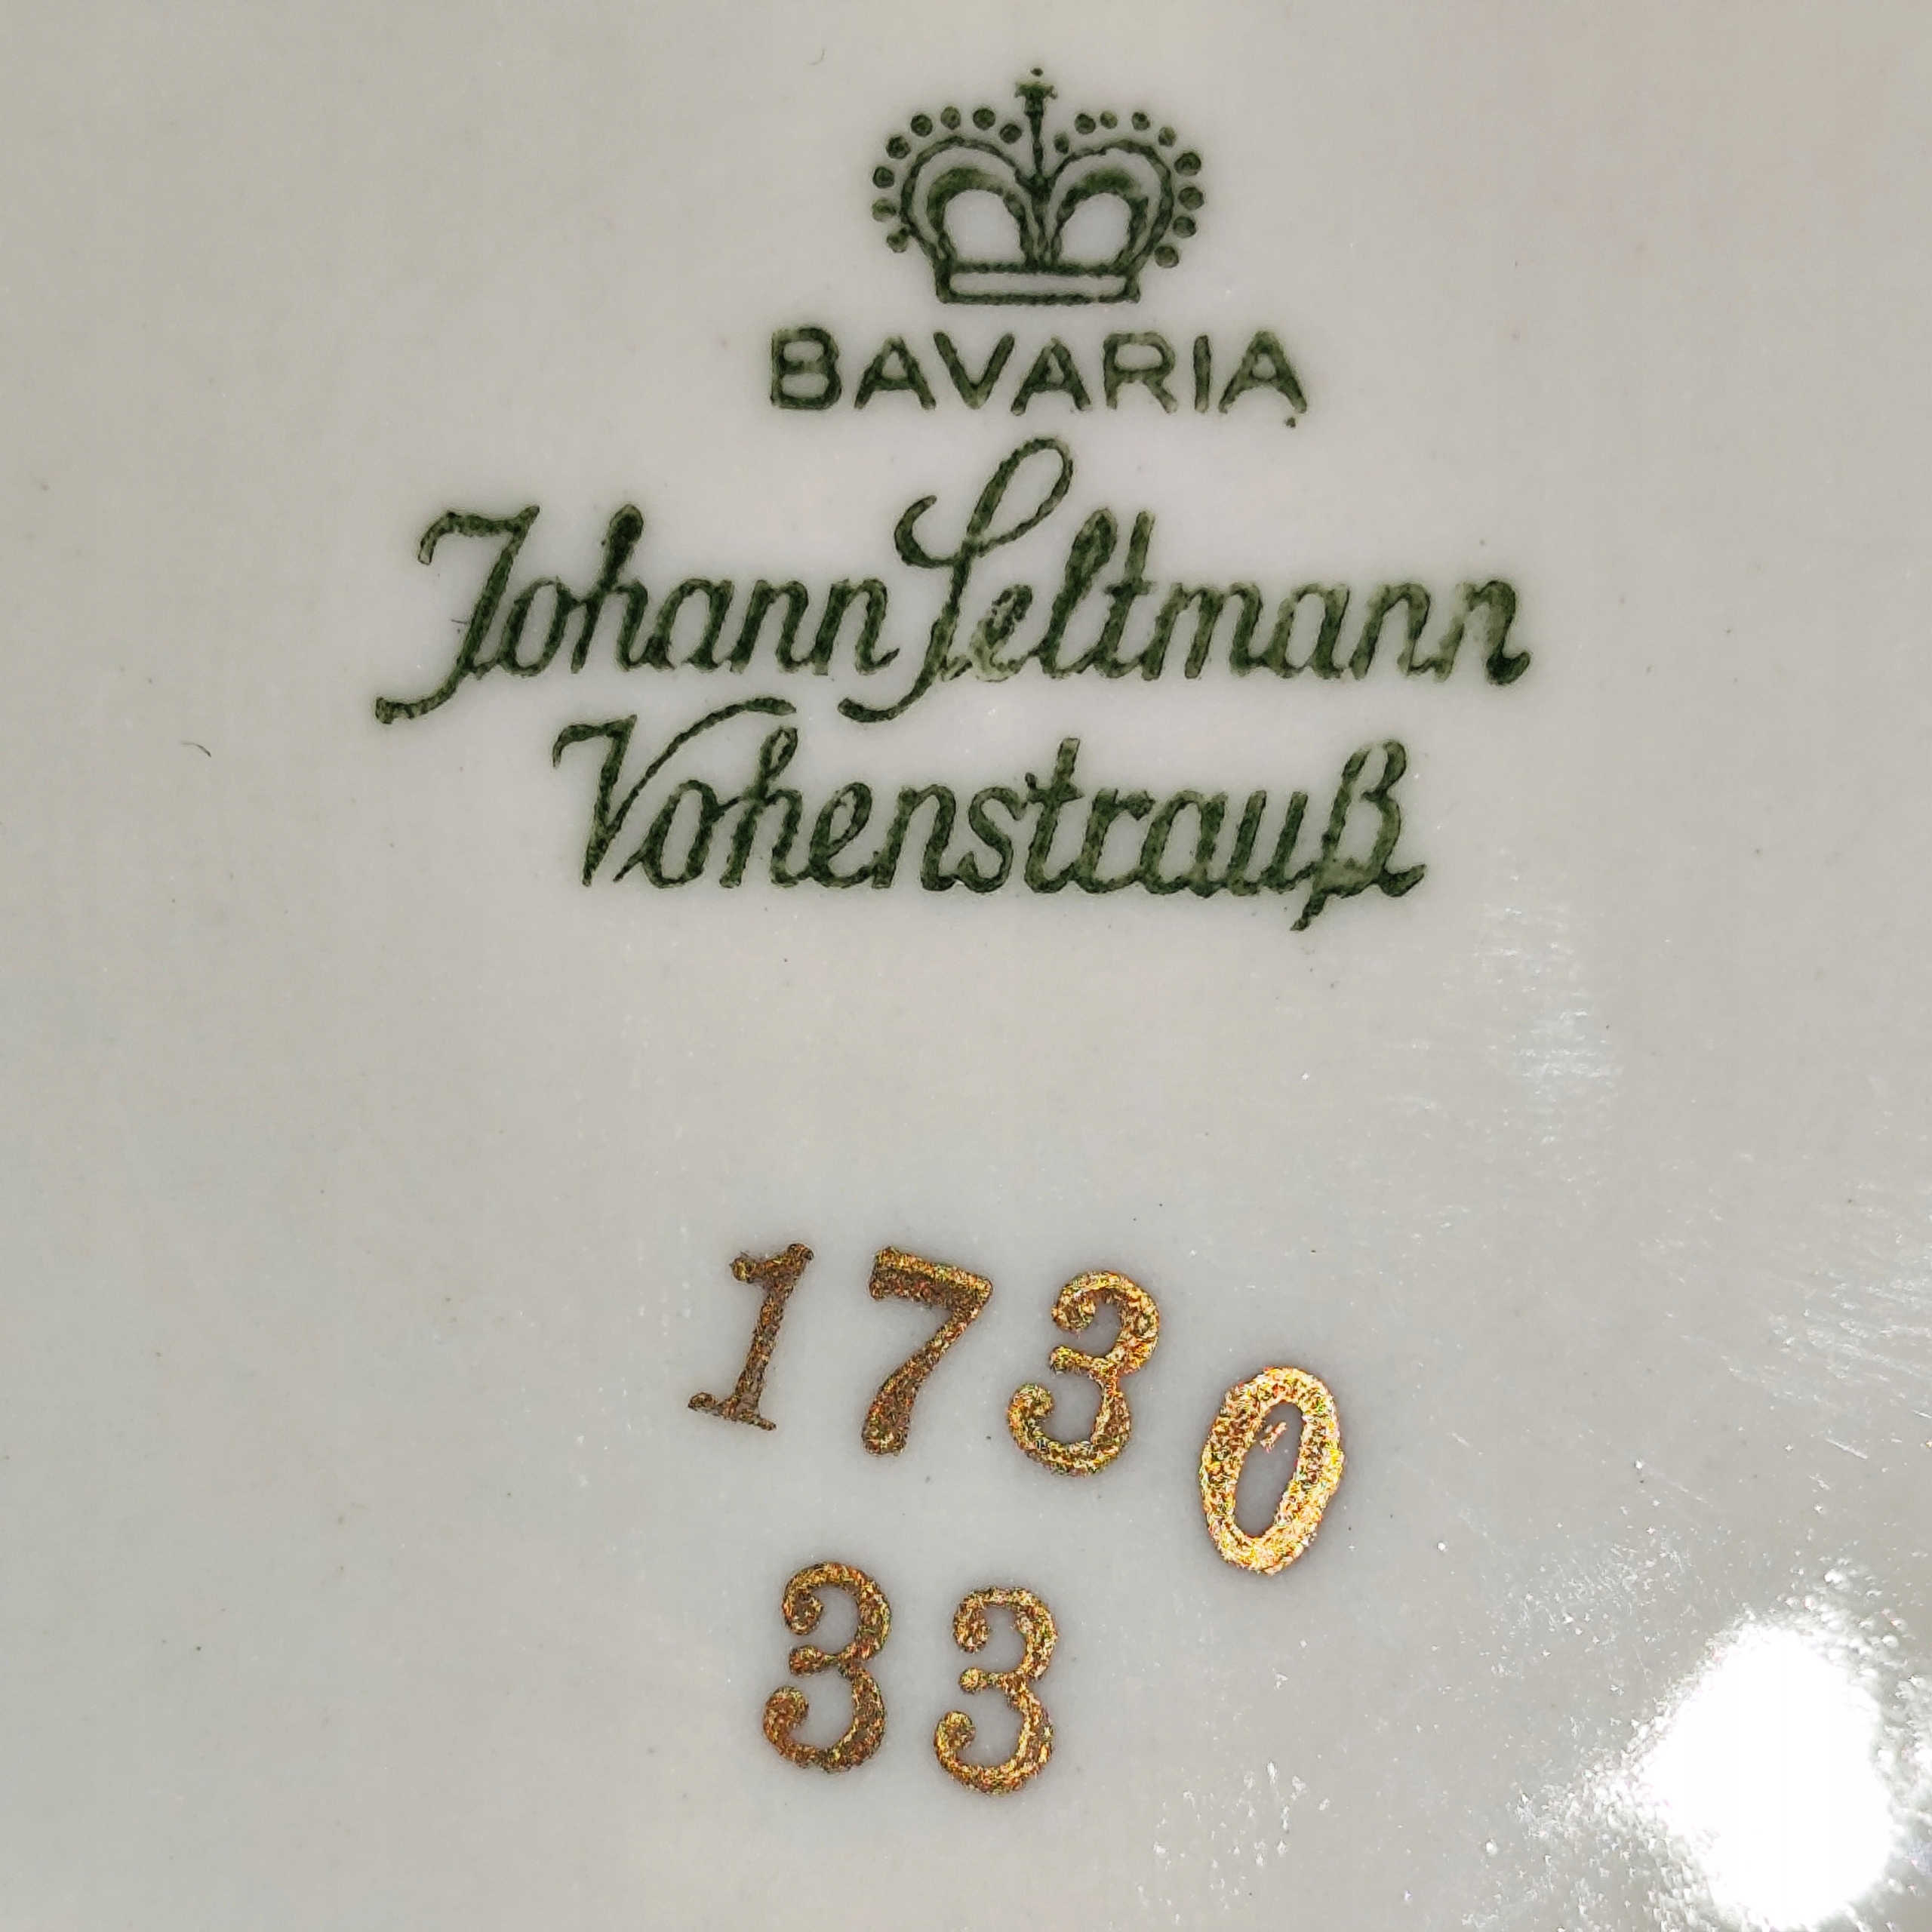 BAVARIA
Johann Seltmann
Vohenstrauß
1730
33